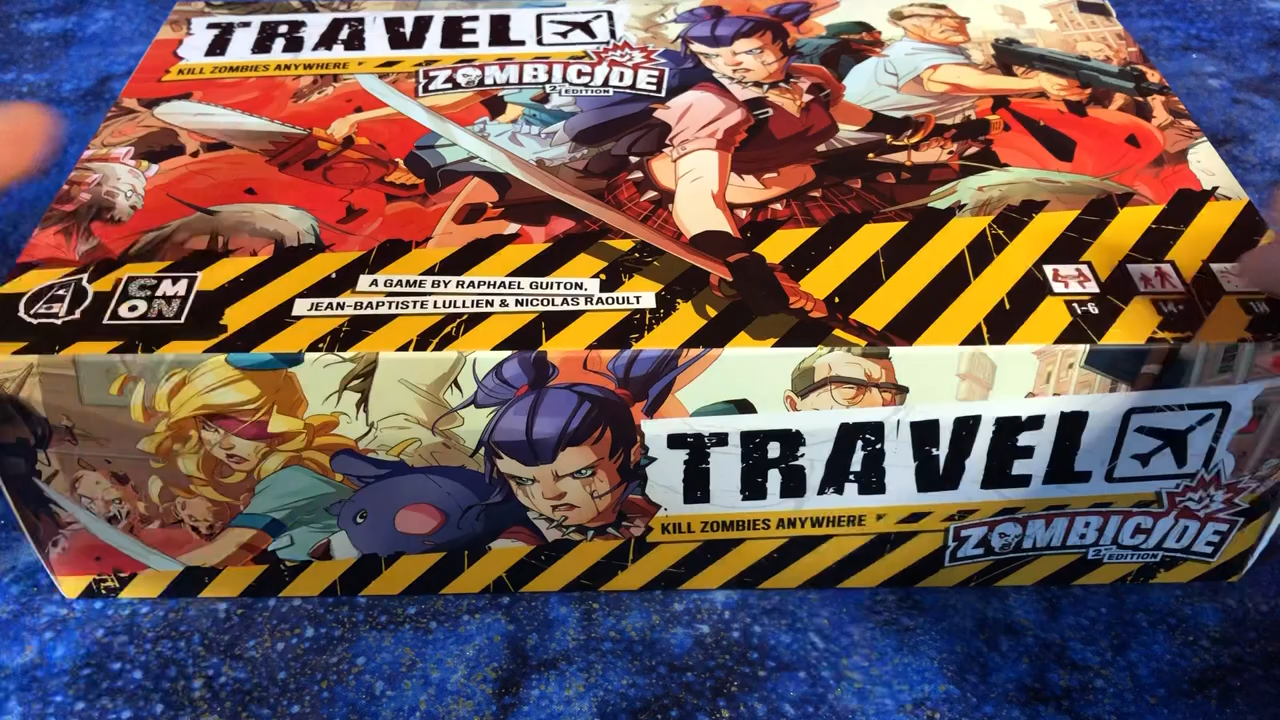 TRAVEL
KILL ZOMBIES ANYWHERE
ZOMBICIDE
2ND EDITION
CMON
A GAME BY RAPHAEL GUITON,
JEAN-BAPTISTE LULLIEN & NICOLAS RAOULT
1-6
14+
1H
TRAVEL
KILL ZOMBIES ANYWHERE
ZOMBICIDE
2ND EDITION